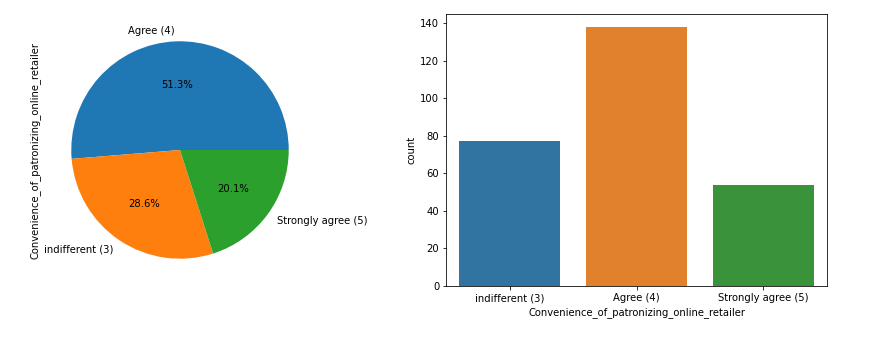 Agree (4)
Convenience_of_patronizing_online_retailer
51.3%
28.6%
20.1%
indifferent (3)
Strongly agree (5)
140
120
100
80
60
40
20
0
count
indifferent (3) Agree (4) Strongly agree (5)
Convenience_of_patronizing_online_retailer